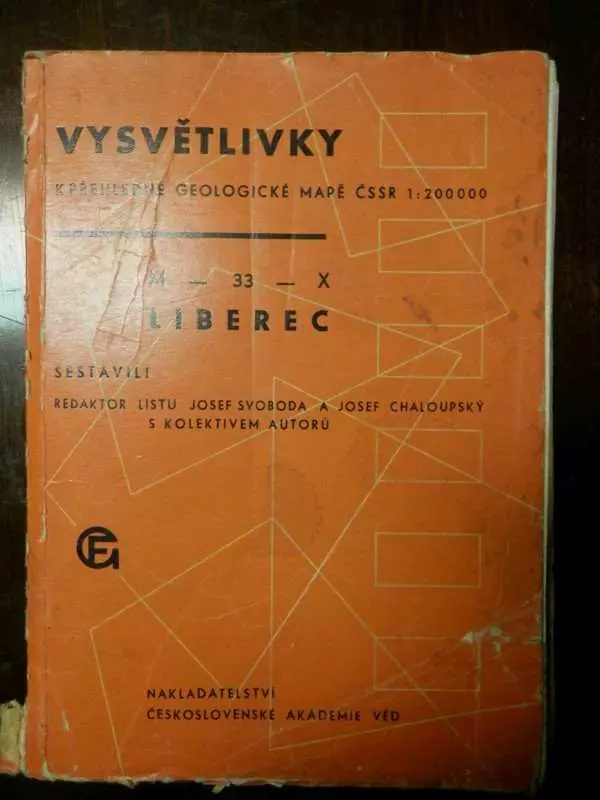 VYSVĚTLIVKY
K PŘEHLEDNÉ GEOLOGICKÉ MAPĚ ČSSR 1:200000
M — 33 — X
LIBEREC
SESTAVILI
REDAKTOR LISTU JOSEF SVOBODA A JOSEF CHALOUPSKÝ
S KOLEKTIVEM AUTORŮ
NAKLADATELSTVÍ
ČESKOSLOVENSKÉ AKADEMIE VĚD